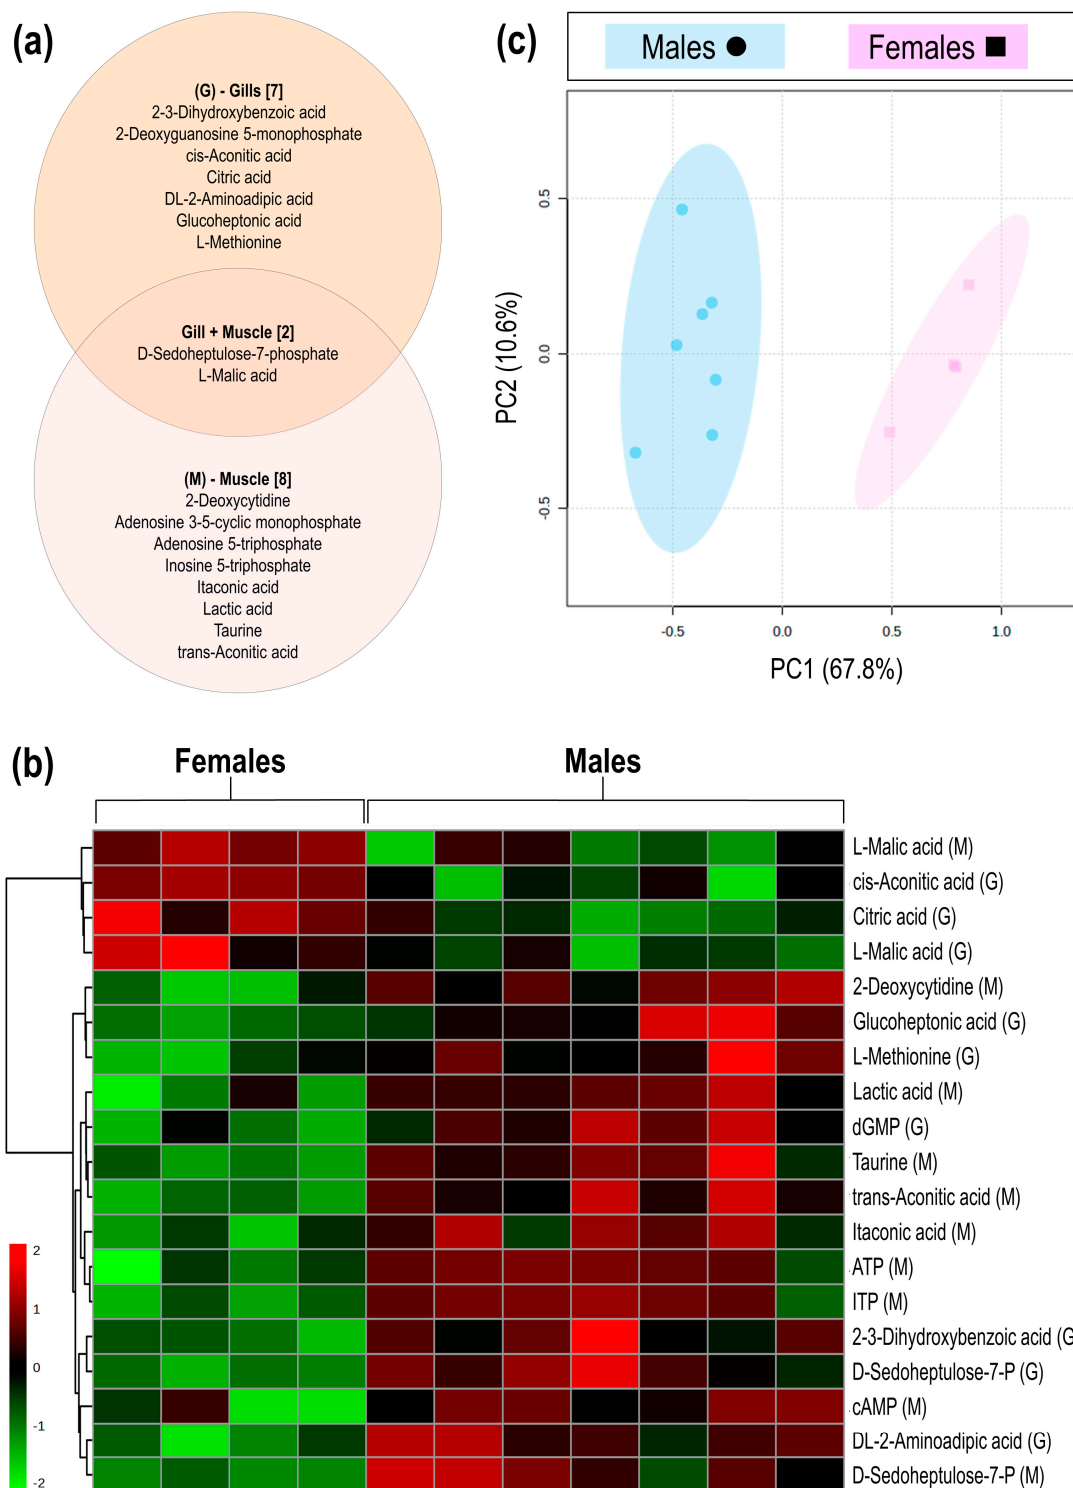 (a)
(G) - Gills [7]
2-3-Dihydroxybenzoic acid
2-Deoxyguanosine 5-monophosphate
cis-Aconitic acid
Citric acid
DL-2-Aminoadipic acid
Glucoheptonic acid
L-Methionine
Gill + Muscle [2]
D-Sedoheptulose-7-phosphate
L-Malic acid
(M) - Muscle [8]
2-Deoxycytidine
Adenosine 3-5-cyclic monophosphate
Adenosine 5-triphosphate
Inosine 5-triphosphate
Itaconic acid
Lactic acid
Taurine
trans-Aconitic acid
(c)
Males
Females
PC2 (10.6%)
0.5
0.0
-0.5
-0.5
0.0
0.5
1.0
PC1 (67.8%)
(b)
Females
Males
L-Malic acid (M)
cis-Aconitic acid (G)
Citric acid (G)
L-Malic acid (G)
2-Deoxycytidine (M)
Glucoheptonic acid (G)
L-Methionine (G)
Lactic acid (M)
dGMP (G)
Taurine (M)
trans-Aconitic acid (M)
Itaconic acid (M)
ATP (M)
ITP (M)
2-3-Dihydroxybenzoic acid (G
D-Sedoheptulose-7-P (G)
cAMP (M)
DL-2-Aminoadipic acid (G)
D-Sedoheptulose-7-P (M)
2
1
0
-1
-2